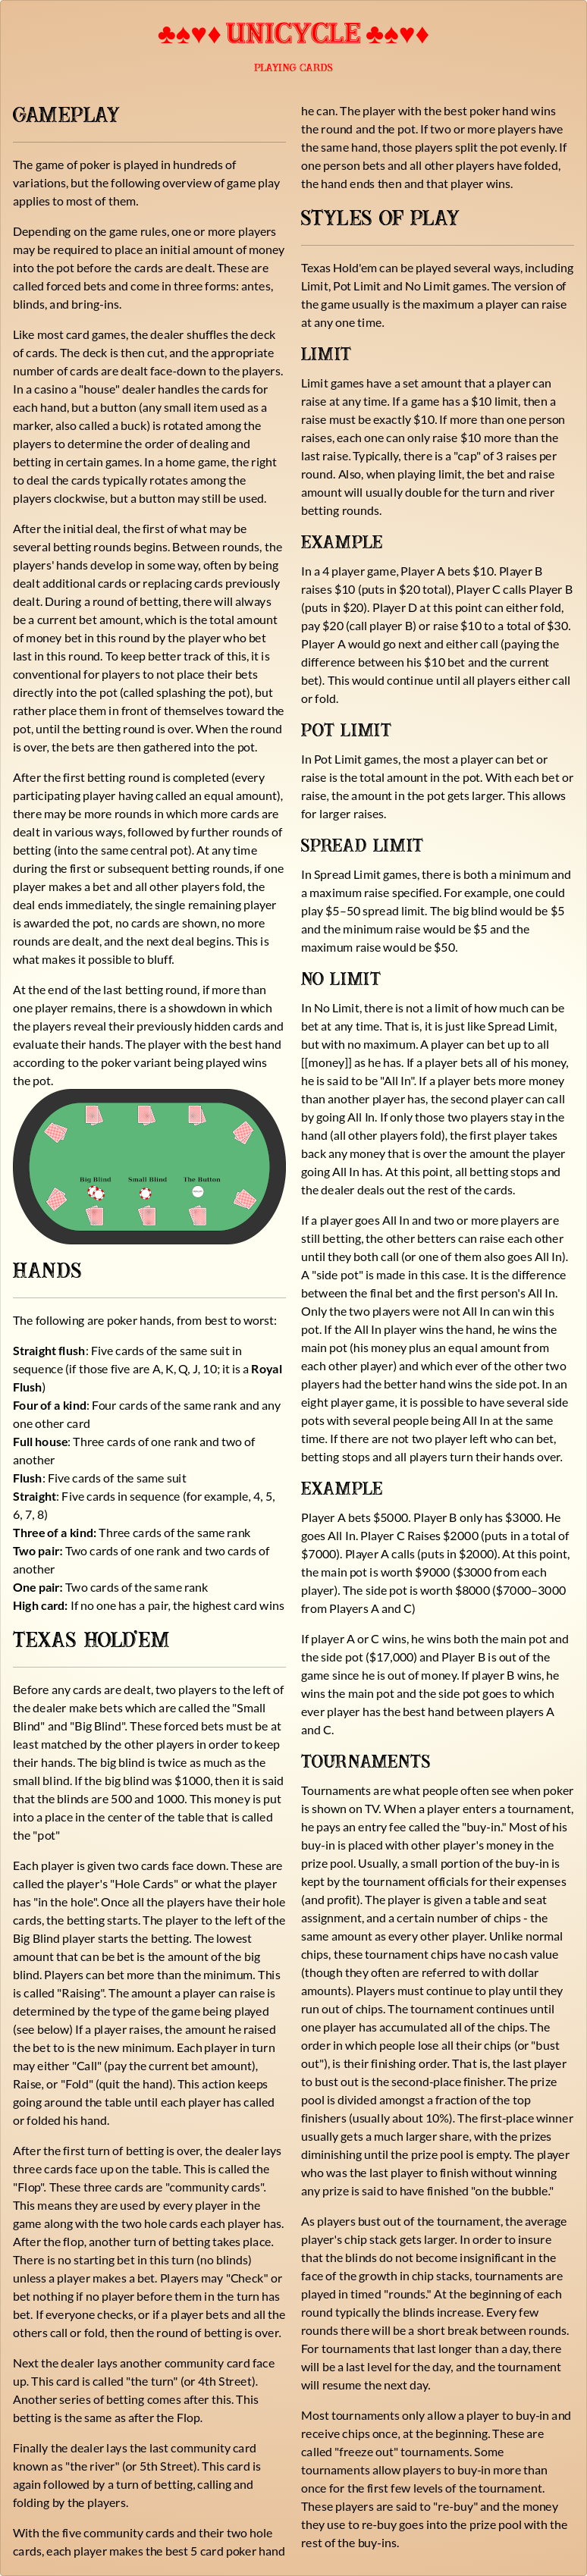 ♣♠♥♦ UNICYCLE ♣♠♥♦
PLAYING CARDS
GAMEPLAY
The game of poker is played in hundreds of
variations, but the following overview of game play
applies to most of them.
Depending on the game rules, one or more players
may be required to place an initial amount of money
into the pot before the cards are dealt. These are
called forced bets and come in three forms: antes,
blinds, and bring-ins.
Like most card games, the dealer shuffles the deck
of cards. The deck is then cut, and the appropriate
number of cards are dealt face-down to the players.
In a casino a "house" dealer handles the cards for
each hand, but a button (any small item used as a
marker, also called a buck) is rotated among the
players to determine the order of dealing and
betting in certain games. In a home game, the right
to deal the cards typically rotates among the
players clockwise, but a button may still be used.
After the initial deal, the first of what may be
several betting rounds begins. Between rounds, the
players' hands develop in some way, often by being
dealt additional cards or replacing cards previously
dealt. During a round of betting, there will always
be a current bet amount, which is the total amount
of money bet in this round by the player who bet
last in this round. To keep better track of this, it is
conventional for players to not place their bets
directly into the pot (called splashing the pot), but
rather place them in front of themselves toward the
pot, until the betting round is over. When the round
is over, the bets are then gathered into the pot.
After the first betting round is completed (every
participating player having called an equal amount),
there may be more rounds in which more cards are
dealt in various ways, followed by further rounds of
betting (into the same central pot). At any time
during the first or subsequent betting rounds, if one
player makes a bet and all other players fold, the
deal ends immediately, the single remaining player
is awarded the pot, no cards are shown, no more
rounds are dealt, and the next deal begins. This is
what makes it possible to bluff.
At the end of the last betting round, if more than
one player remains, there is a showdown in which
the players reveal their previously hidden cards and
evaluate their hands. The player with the best hand
according to the poker variant being played wins
the pot.
Big Blind Small Blind The Button
HANDS
The following are poker hands, from best to worst:
Straight flush: Five cards of the same suit in
sequence (if those five are A, K, Q, J, 10; it is a Royal
Flush)
Four of a kind: Four cards of the same rank and any
one other card
Full house: Three cards of one rank and two of
another
Flush: Five cards of the same suit
Straight: Five cards in sequence (for example, 4, 5,
6, 7, 8)
Three of a kind: Three cards of the same rank
Two pair: Two cards of one rank and two cards of
another
One pair: Two cards of the same rank
High card: If no one has a pair, the highest card wins
TEXAS HOLD'EM
Before any cards are dealt, two players to the left of
the dealer make bets which are called the "Small
Blind" and "Big Blind". These forced bets must be at
least matched by the other players in order to keep
their hands. The big blind is twice as much as the
small blind. If the big blind was $1000, then it is said
that the blinds are 500 and 1000. This money is put
into a place in the center of the table that is called
the "pot"
Each player is given two cards face down. These are
called the player's "Hole Cards" or what the player
has "in the hole". Once all the players have their hole
cards, the betting starts. The player to the left of the
Big Blind player starts the betting. The lowest
amount that can be bet is the amount of the big
blind. Players can bet more than the minimum. This
is called "Raising". The amount a player can raise is
determined by the type of the game being played
(see below) If a player raises, the amount he raised
the bet to is the new minimum. Each player in turn
may either "Call" (pay the current bet amount),
Raise, or "Fold" (quit the hand). This action keeps
going around the table until each player has called
or folded his hand.
After the first turn of betting is over, the dealer lays
three cards face up on the table. This is called the
"Flop". These three cards are "community cards".
This means they are used by every player in the
game along with the two hole cards each player has.
After the flop, another turn of betting takes place.
There is no starting bet in this turn (no blinds)
unless a player makes a bet. Players may "Check" or
bet nothing if no player before them in the turn has
bet. If everyone checks, or if a player bets and all the
others call or fold, then the round of betting is over.
Next the dealer lays another community card face
up. This card is called "the turn" (or 4th Street).
Another series of betting comes after this. This
betting is the same as after the Flop.
Finally the dealer lays the last community card
known as "the river" (or 5th Street). This card is
again followed by a turn of betting, calling and
folding by the players.
With the five community cards and their two hole
cards, each player makes the best 5 card poker hand
he can. The player with the best poker hand wins
the round and the pot. If two or more players have
the same hand, those players split the pot evenly. If
one person bets and all other players have folded,
the hand ends then and that player wins.
STYLES OF PLAY
Texas Hold'em can be played several ways, including
Limit, Pot Limit and No Limit games. The version of
the game usually is the maximum a player can raise
at any one time.
LIMIT
Limit games have a set amount that a player can
raise at any time. If a game has a $10 limit, then a
raise must be exactly $10. If more than one person
raises, each one can only raise $10 more than the
last raise. Typically, there is a "cap" of 3 raises per
round. Also, when playing limit, the bet and raise
amount will usually double for the turn and river
betting rounds.
EXAMPLE
In a 4 player game, Player A bets $10. Player B
raises $10 (puts in $20 total), Player C calls Player B
(puts in $20). Player D at this point can either fold,
pay $20 (call player B) or raise $10 to a total of $30.
Player A would go next and either call (paying the
difference between his $10 bet and the current
bet). This would continue until all players either call
or fold.
POT LIMIT
In Pot Limit games, the most a player can bet or
raise is the total amount in the pot. With each bet or
raise, the amount in the pot gets larger. This allows
for larger raises.
SPREAD LIMIT
In Spread Limit games, there is both a minimum and
a maximum raise specified. For example, one could
play $5–50 spread limit. The big blind would be $5
and the minimum raise would be $5 and the
maximum raise would be $50.
NO LIMIT
In No Limit, there is not a limit of how much can be
bet at any time. That is, it is just like Spread Limit,
but with no maximum. A player can bet up to all
[[money]] as he has. If a player bets all of his money,
he is said to be "All In". If a player bets more money
than another player has, the second player can call
by going All In. If only those two players stay in the
hand (all other players fold), the first player takes
back any money that is over the amount the player
going All In has. At this point, all betting stops and
the dealer deals out the rest of the cards.
If a player goes All In and two or more players are
still betting, the other betters can raise each other
until they both call (or one of them also goes All In).
A "side pot" is made in this case. It is the difference
between the final bet and the first person's All In.
Only the two players were not All In can win this
pot. If the All In player wins the hand, he wins the
main pot (his money plus an equal amount from
each other player) and which ever of the other two
players had the better hand wins the side pot. In an
eight player game, it is possible to have several side
pots with several people being All In at the same
time. If there are not two player left who can bet,
betting stops and all players turn their hands over.
EXAMPLE
Player A bets $5000. Player B only has $3000. He
goes All In. Player C Raises $2000 (puts in a total of
$7000). Player A calls (puts in $2000). At this point,
the main pot is worth $9000 ($3000 from each
player). The side pot is worth $8000 ($7000–3000
from Players A and C)
If player A or C wins, he wins both the main pot and
the side pot ($17,000) and Player B is out of the
game since he is out of money. If player B wins, he
wins the main pot and the side pot goes to which
ever player has the best hand between players A
and C.
TOURNAMENTS
Tournaments are what people often see when poker
is shown on TV. When a player enters a tournament,
he pays an entry fee called the "buy-in." Most of his
buy-in is placed with other player's money in the
prize pool. Usually, a small portion of the buy-in is
kept by the tournament officials for their expenses
(and profit). The player is given a table and seat
assignment, and a certain number of chips - the
same amount as every other player. Unlike normal
chips, these tournament chips have no cash value
(though they often are referred to with dollar
amounts). Players must continue to play until they
run out of chips. The tournament continues until
one player has accumulated all of the chips. The
order in which people lose all their chips (or "bust
out"), is their finishing order. That is, the last player
to bust out is the second-place finisher. The prize
pool is divided amongst a fraction of the top
finishers (usually about 10%). The first-place winner
usually gets a much larger share, with the prizes
diminishing until the prize pool is empty. The player
who was the last player to finish without winning
any prize is said to have finished "on the bubble."
As players bust out of the tournament, the average
player's chip stack gets larger. In order to insure
that the blinds do not become insignificant in the
face of the growth in chip stacks, tournaments are
played in timed "rounds." At the beginning of each
round typically the blinds increase. Every few
rounds there will be a short break between rounds.
For tournaments that last longer than a day, there
will be a last level for the day, and the tournament
will resume the next day.
Most tournaments only allow a player to buy-in and
receive chips once, at the beginning. These are
called "freeze out" tournaments. Some
tournaments allow players to buy-in more than
once for the first few levels of the tournament.
These players are said to "re-buy" and the money
they use to re-buy goes into the prize pool with the
rest of the buy-ins.